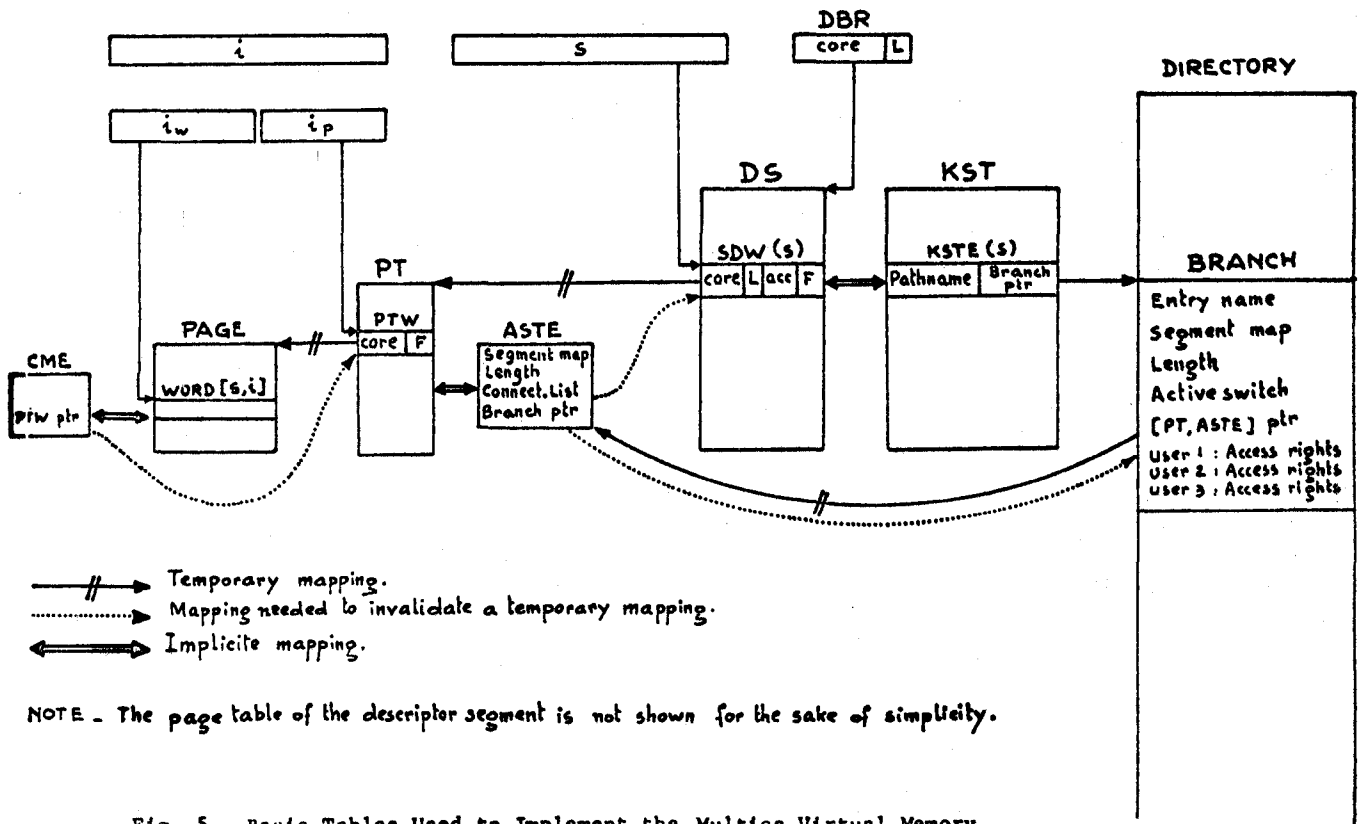 DBR
i
s
core L
DIRECTORY
iw
ip
DS
KST
SDW (s)
KSTE (s)
BRANCH
PT
core L acc F
Pathname
Branch ptr
Entry name
PTW
Segment map
PAGE
core F
ASTE
Length
CME
Segment map
Length
Connect. List
Branch ptr
Active switch
WORD [s,i]
PTW ptr
[PT, ASTE] ptr
user 1 : Access rights
user 2 : Access rights
user 3 : Access rights
Temporary mapping.
Mapping needed to invalidate a temporary mapping.
Implicite mapping.
NOTE - The page table of the descriptor segment is not shown for the sake of simplicity.
Fig. 5. Basic Tables Used to Implement the Multics Virtual Memory